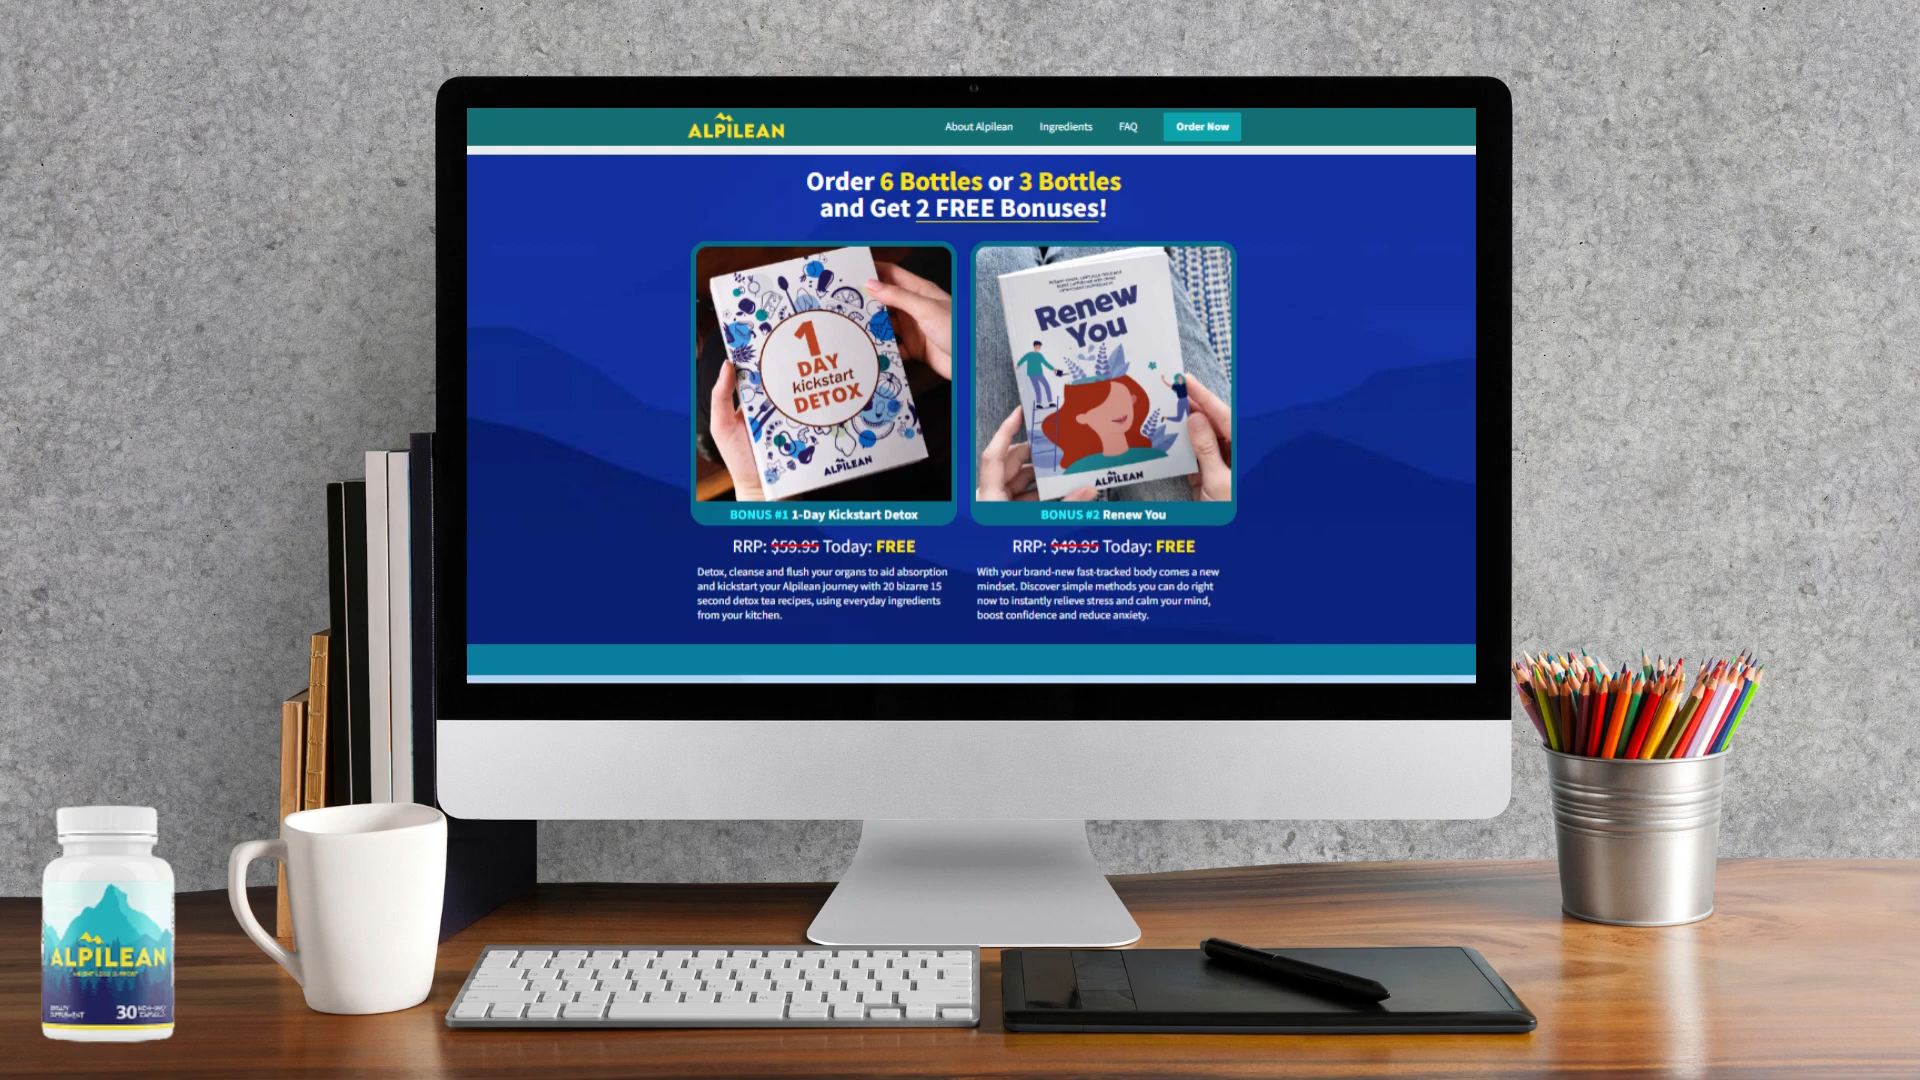 ALPILEAN
About Alpilean
Ingredients
FAQ
Order Now
Order 6 Bottles or 3 Bottles
and Get 2 FREE Bonuses!
1
DAY
kickstart
DETOX
ALPILEAN
Renew
You
ALPILEAN
BONUS #1 1-Day Kickstart Detox
BONUS #2 Renew You
RRP: $59.95 Today: FREE
Detox, cleanse and flush your organs to aid absorption
and kickstart your Alpilean journey with 20 bizarre 15
second detox tea recipes, using everyday ingredients
from your kitchen.
RRP: $49.95 Today: FREE
With your brand-new fast-tracked body comes a new
mindset. Discover simple methods you can do right
now to instantly relieve stress and calm your mind,
boost confidence and reduce anxiety.
ALPILEAN
30